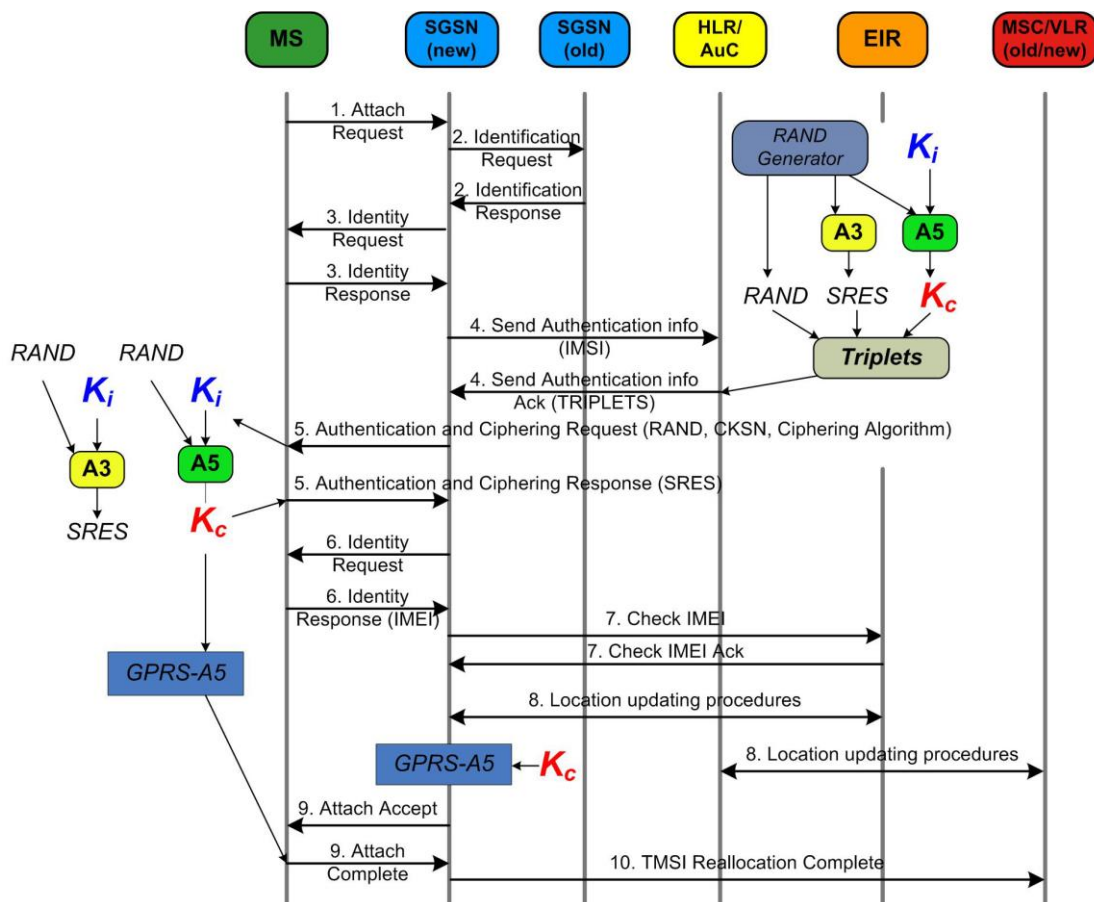 MS
SGSN
(new)
SGSN
(old)
HLR/
AuC
EIR
MSC/VLR
(old/new)
1. Attach
Request
2. Identification
Request
2. Identification
Response
3. Identity
Request
3. Identity
Response
RAND
Generator
Ki
A3
A5
RAND
SRES
Kc
Triplets
4. Send Authentication info
(IMSI)
4. Send Authentication info
Ack (TRIPLETS)
RAND
RAND
Ki
Ki
A3
A5
SRES
Kc
5. Authentication and Ciphering Request (RAND, CKSN, Ciphering Algorithm)
5. Authentication and Ciphering Response (SRES)
6. Identity
Request
6. Identity
Response (IMEI)
7. Check IMEI
7. Check IMEI Ack
GPRS-A5
8. Location updating procedures
8. Location updating procedures
GPRS-A5
Kc
9. Attach Accept
9. Attach
Complete
10. TMSI Reallocation Complete